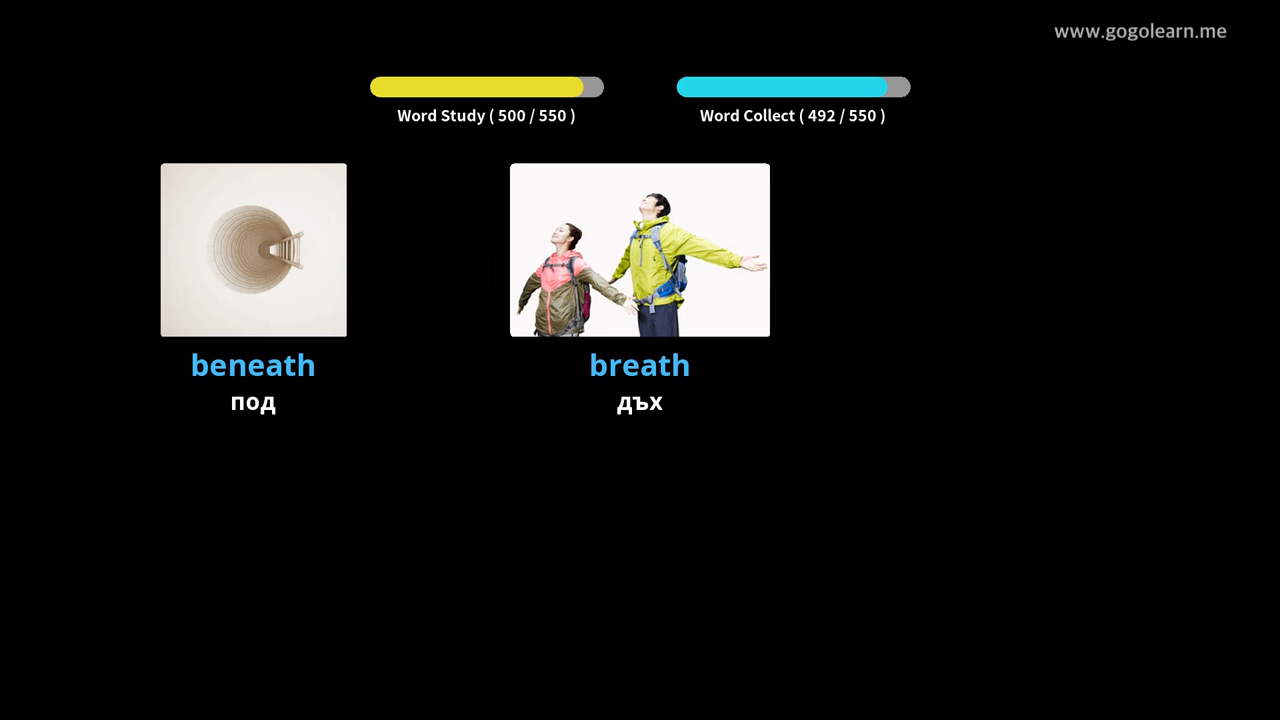 www.gogolearn.me
Word Study ( 500 / 550 )
Word Collect ( 492 / 550 )
beneath
под
breath
дъх